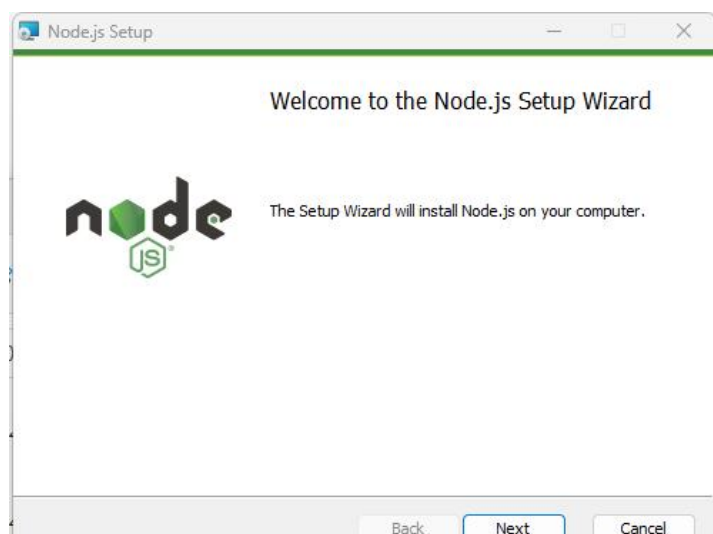 Node.js Setup
Welcome to the Node.js Setup Wizard
node
JS
The Setup Wizard will install Node.js on your computer.
Back Next Cancel